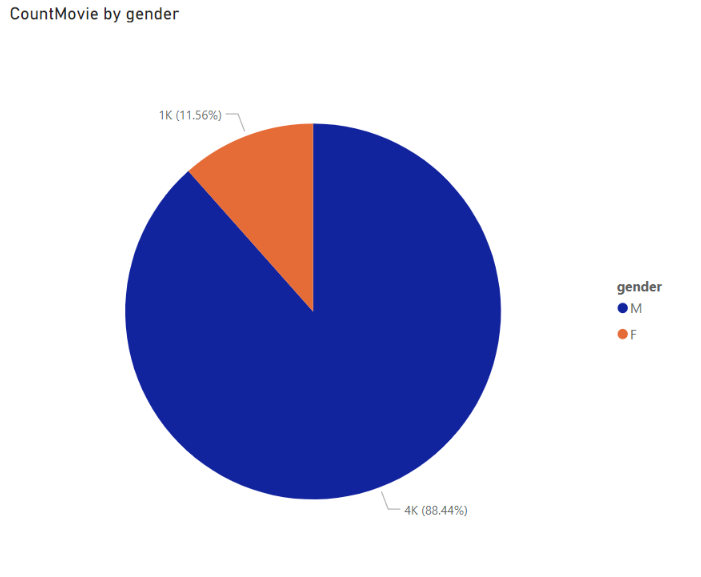 CountMovie by gender
1K (11.56%)
gender
M
F
4K (88.44%)